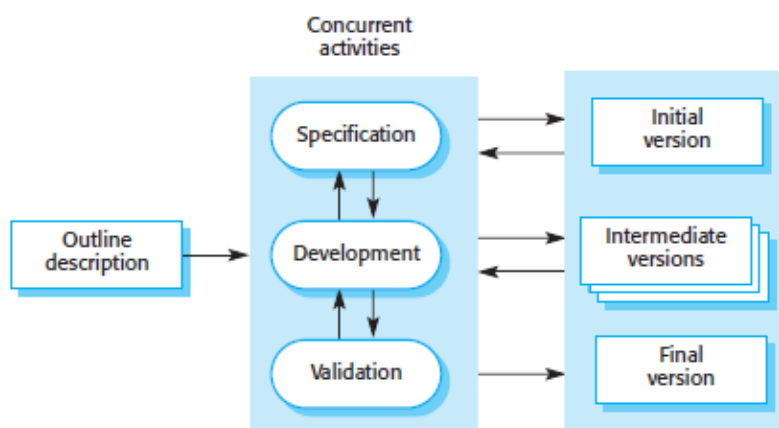 Concurrent
activities
Specification
Initial
version
Outline
description
Development
Intermediate
versions
Validation
Final
version